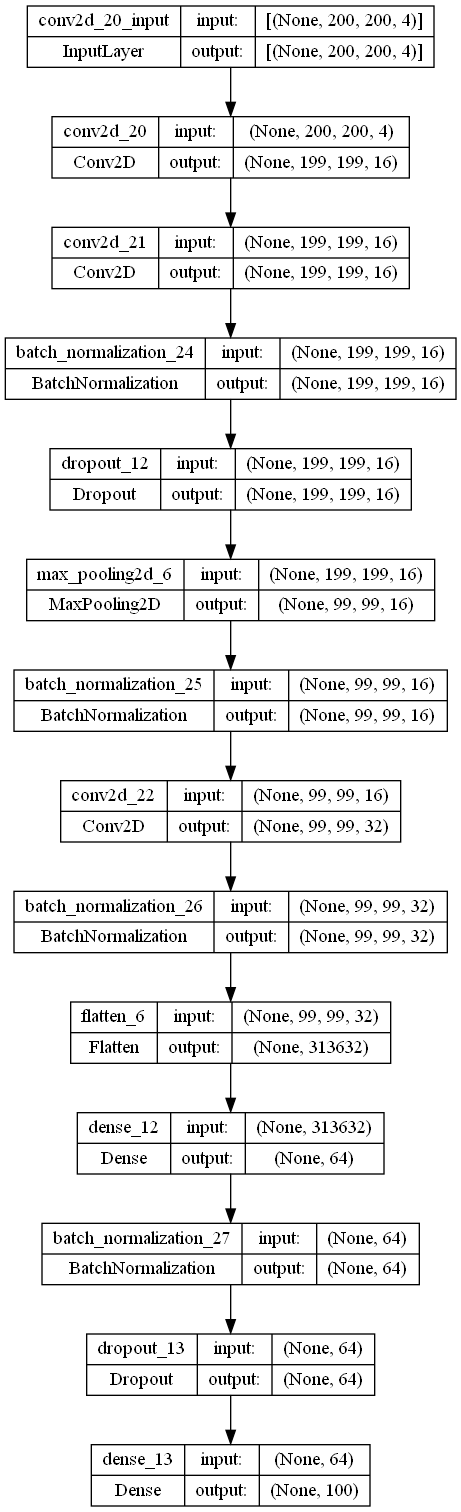 conv2d_20_input input: [(None, 200, 200, 4)]
InputLayer output: [(None, 200, 200, 4)]
conv2d_20 input: (None, 200, 200, 4)
Conv2D output: (None, 199, 199, 16)
conv2d_21 input: (None, 199, 199, 16)
Conv2D output: (None, 199, 199, 16)
batch_normalization_24 input: (None, 199, 199, 16)
BatchNormalization output: (None, 199, 199, 16)
dropout_12 input: (None, 199, 199, 16)
Dropout output: (None, 199, 199, 16)
max_pooling2d_6 input: (None, 199, 199, 16)
MaxPooling2D output: (None, 99, 99, 16)
batch_normalization_25 input: (None, 99, 99, 16)
BatchNormalization output: (None, 99, 99, 16)
conv2d_22 input: (None, 99, 99, 16)
Conv2D output: (None, 99, 99, 32)
batch_normalization_26 input: (None, 99, 99, 32)
BatchNormalization output: (None, 99, 99, 32)
flatten_6 input: (None, 99, 99, 32)
Flatten output: (None, 313632)
dense_12 input: (None, 313632)
Dense output: (None, 64)
batch_normalization_27 input: (None, 64)
BatchNormalization output: (None, 64)
dropout_13 input: (None, 64)
Dropout output: (None, 64)
dense_13 input: (None, 64)
Dense output: (None, 100)